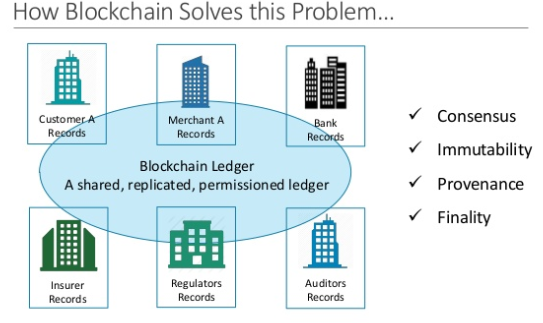 How Blockchain Solves this Problem...
Customer A
Records
Merchant A
Records
Bank
Records
Blockchain Ledger
A shared, replicated, permissioned ledger
Insurer
Records
Regulators
Records
Auditors
Records
✓ Consensus
✓ Immutability
✓ Provenance
✓ Finality